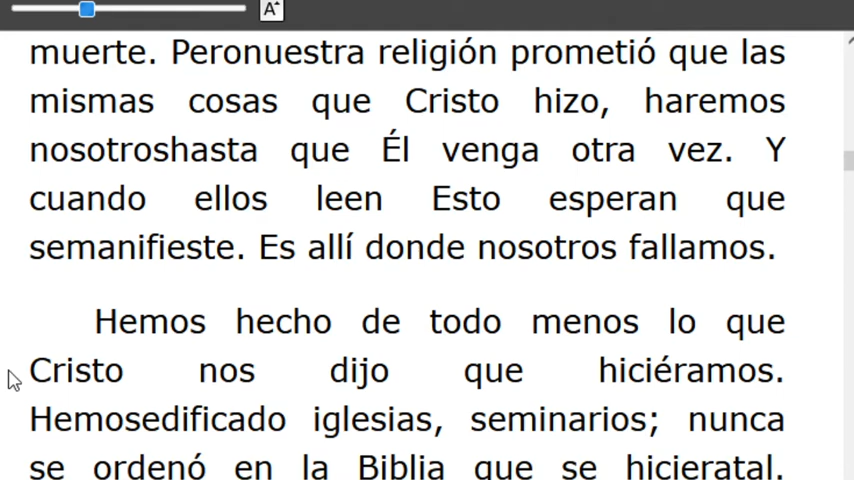 A
muerte. Peronuestra religión prometió que las
mismas cosas que Cristo hizo, haremos
nosotroshasta que Él venga otra vez. Y
cuando ellos leen Esto esperan que
semanifieste. Es allí donde nosotros fallamos.
Hemos hecho de todo menos lo que
Cristo nos dijo que hiciéramos.
Hemosedificado iglesias, seminarios; nunca
se ordenó en la Biblia que se hicieratal.